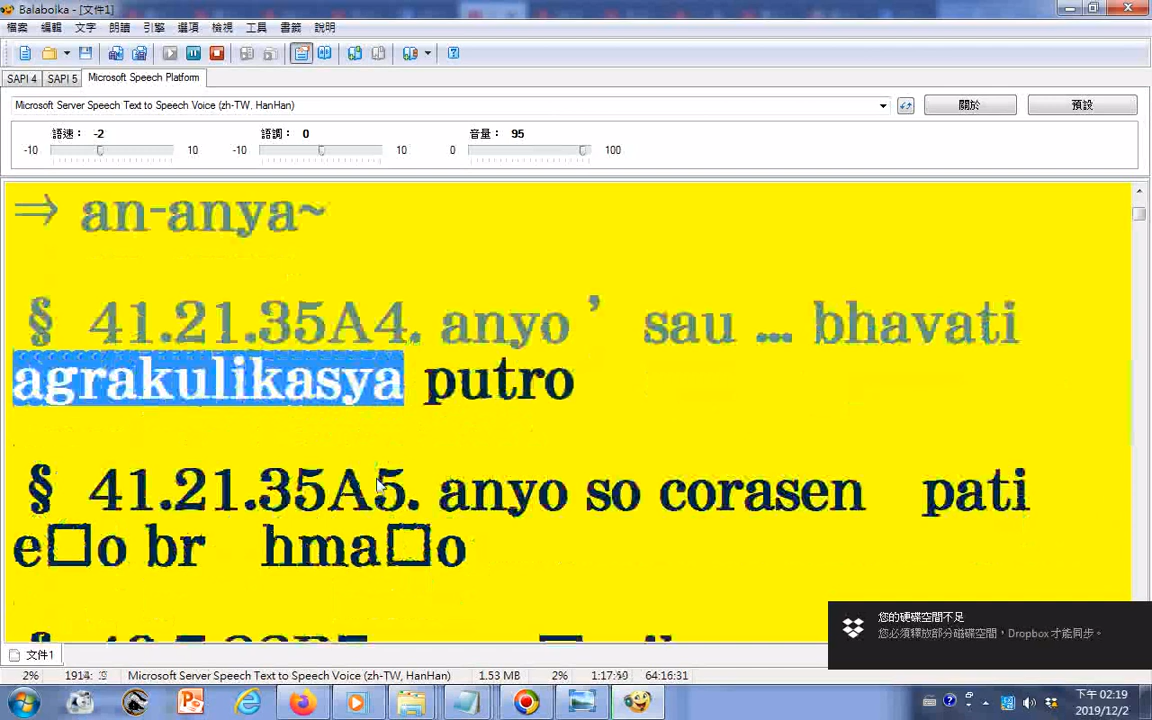 Balabolka - [文件1]
檔案 編輯 文字 朗讀 引擎 選項 檢視 工具 書籤 說明
SAPI 4 SAPI 5 Microsoft Speech Platform
Microsoft Server Speech Text to Speech Voice (zh-TW, HanHan) 關於 預設
語速： -2 語調： 0 音量： 95
-10 10 -10 10 0 100
⇒ an-anya~
§ 41.21.35A4. anyo ’ sau ... bhavati
agrakulikasya putro
§ 41.21.35A5. anyo so corasen pati
e□o br hma□o
您的硬碟空間不足
您必須釋放部分磁碟空間，Dropbox 才能同步。
文件1
2% Microsoft Server Speech Text to Speech Voice (zh-TW, HanHan) 1.53 MB 2% 64:16:31
下午 02:19
2019/12/2